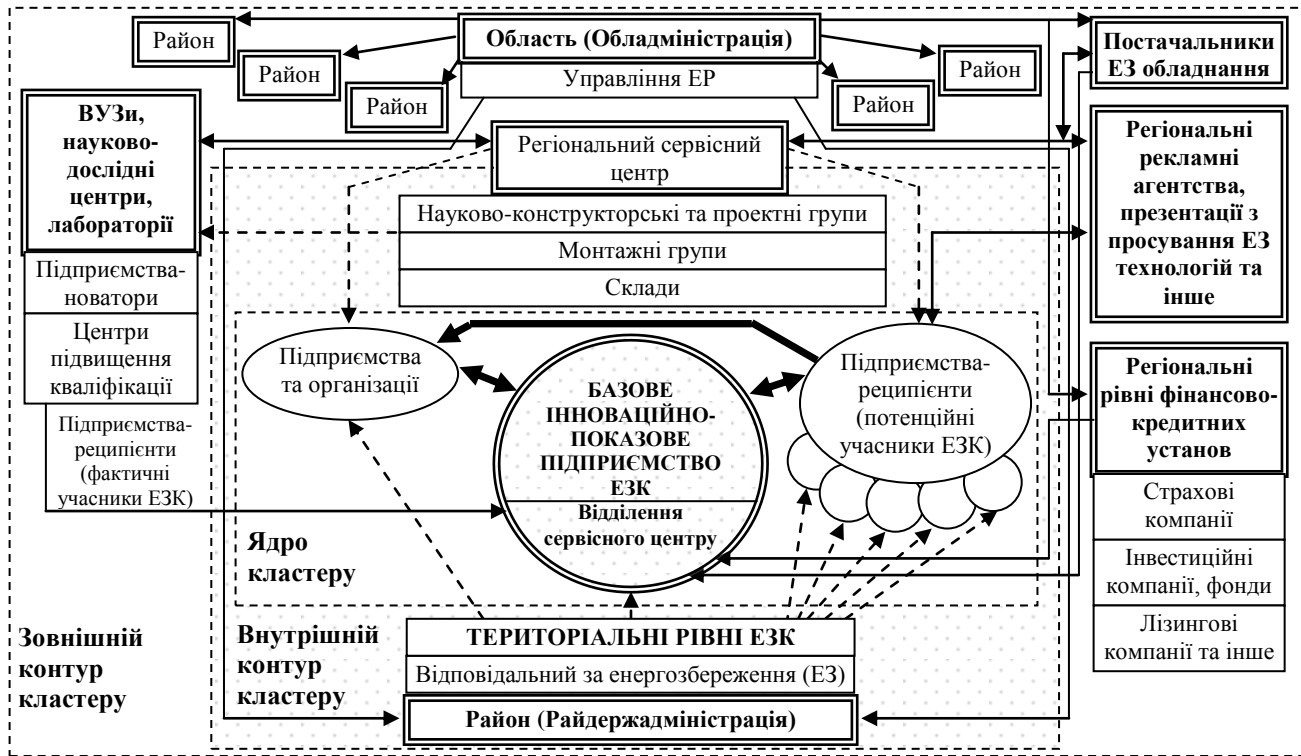 Область (Обладміністрація)
Управління ЕР
Район
Район
Район
Район
Район
Постачальники
ЕЗ обладнання
ВУЗи,
науково-
дослідні
центри,
лабораторії
Підприємства-
новатори
Центри
підвищення
кваліфікації
Підприємства-
реципієнти
(фактичні
учасники ЕЗК)
Регіональний сервісний
центр
Науково-конструкторські та проектні групи
Монтажні групи
Склади
Регіональні
рекламні
агентства,
презентації з
просування ЕЗ
технологій та
інше
Підприємства
та організації
БАЗОВЕ
ІННОВАЦІЙНО-
ПОКАЗОВЕ
ПІДПРИЄМСТВО
ЕЗК
Відділення
сервісного центру
Підприємства-
реципієнти
(потенційні
учасники ЕЗК)
Регіональні
рівні фінансово-
кредитних
установ
Страхові
компанії
Інвестиційні
компанії, фонди
Лізингові
компанії та інше
Ядро
кластеру
Внутрішній
контур
кластеру
Зовнішній
контур
кластеру
ТЕРИТОРІАЛЬНІ РІВНІ ЕЗК
Відповідальний за енергозбереження (ЕЗ)
Район (Райдержадміністрація)